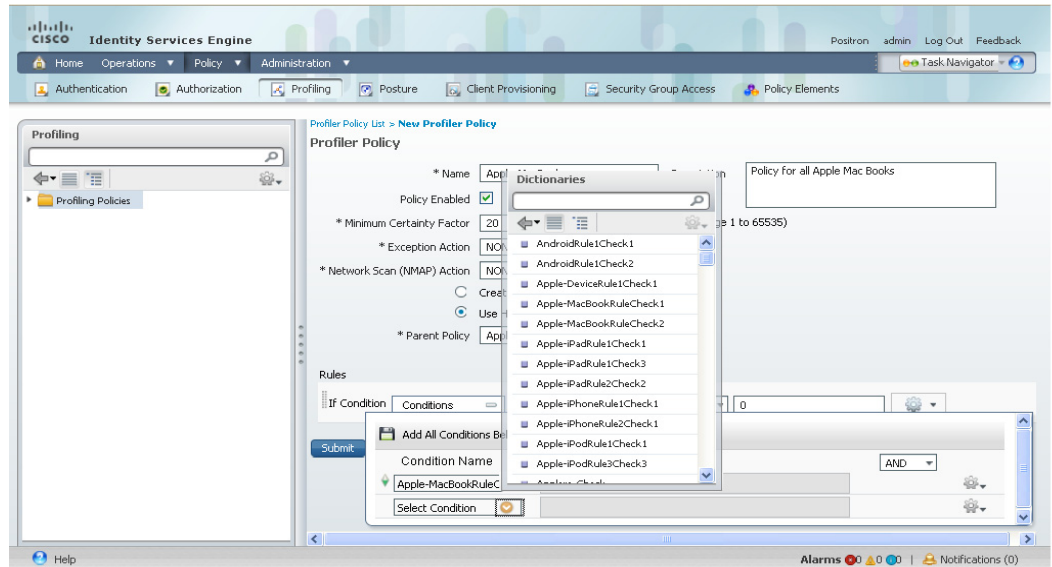 CISCO Identity Services Engine
Positron admin Log Out Feedback
Home Operations Policy Administration
Task Navigator
Authentication Authorization Profiling Posture Client Provisioning Security Group Access Policy Elements
Profiling
Profiling Policies
Profiler Policy List > New Profiler Policy
Profiler Policy
* Name
Policy for all Apple Mac Books
Policy Enabled
* Minimum Certainty Factor 20
1 to 65535)
* Exception Action
* Network Scan (NMAP) Action
Use
* Parent Policy
Rules
If Condition Conditions
0
Submit
Add All Conditions
Condition Name
AND
Apple-MacBookRuleC
Select Condition
Dictionaries
AndroidRule1Check1
AndroidRule1Check2
Apple-DeviceRule1Check1
Apple-MacBookRuleCheck1
Apple-MacBookRuleCheck2
Apple-iPadRule1Check1
Apple-iPadRule1Check3
Apple-iPadRule2Check2
Apple-iPhoneRule1Check1
Apple-iPhoneRule2Check1
Apple-iPodRule1Check1
Apple-iPodRule3Check3
Help
Alarms 0 0 0 | Notifications (0)